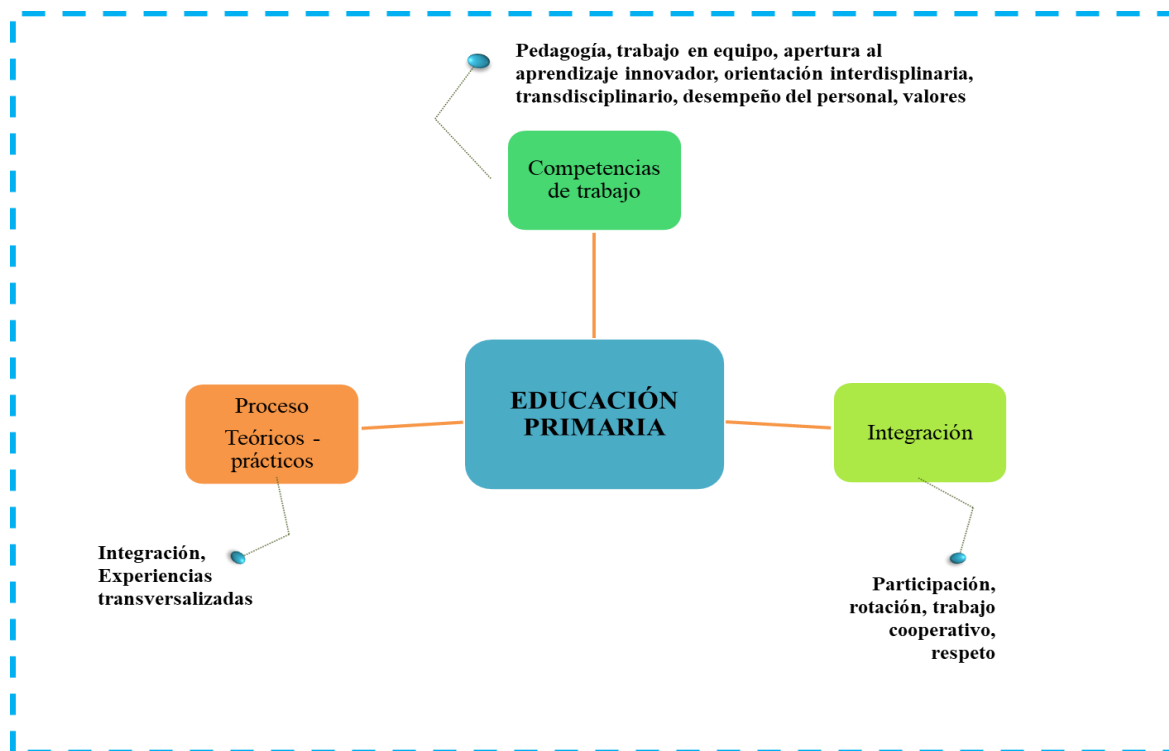 Pedagogía, trabajo en equipo, apertura al
aprendizaje innovador, orientación interdisplinaria,
transdisciplinario, desempeño del personal, valores
Competencias
de trabajo
EDUCACIÓN
PRIMARIA
Proceso
Teóricos -
prácticos
Integración
Integración,
Experiencias
transversalizadas
Participación,
rotación, trabajo
cooperativo,
respeto